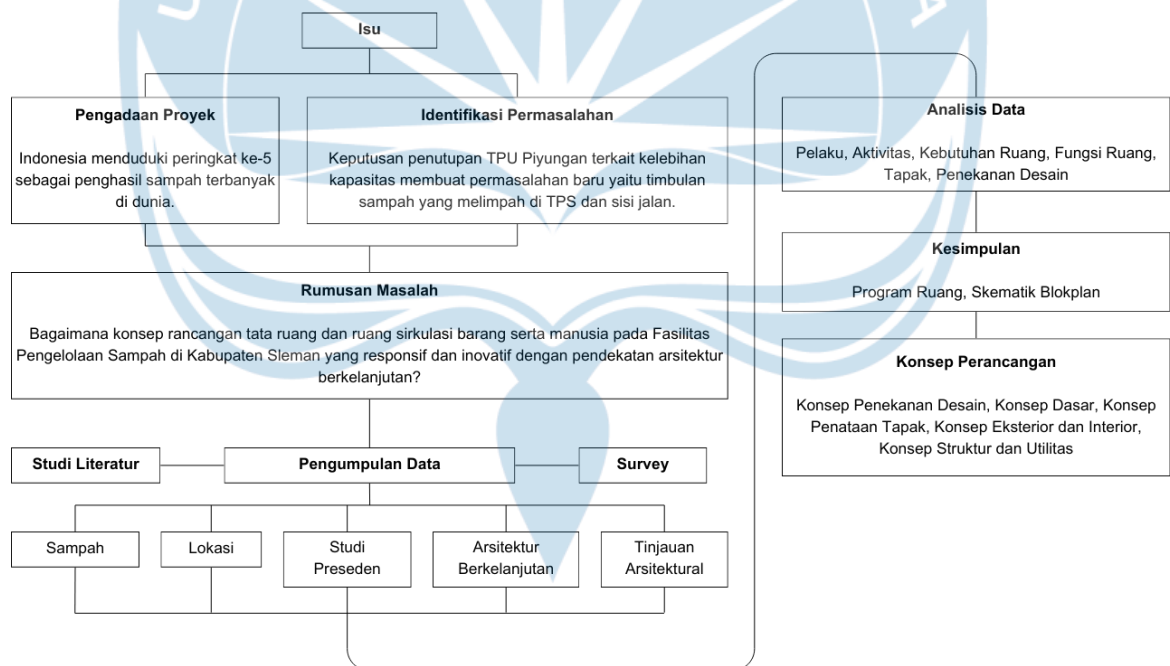 Isu
Pengadaan Proyek
Indonesia menduduki peringkat ke-5
sebagai penghasil sampah terbanyak
di dunia.
Identifikasi Permasalahan
Keputusan penutupan TPU Piyungan terkait kelebihan
kapasitas membuat permasalahan baru yaitu timbulan
sampah yang melimpah di TPS dan sisi jalan.
Rumusan Masalah
Bagaimana konsep rancangan tata ruang dan ruang sirkulasi barang serta manusia pada Fasilitas
Pengelolaan Sampah di Kabupaten Sleman yang responsif dan inovatif dengan pendekatan arsitektur
berkelanjutan?
Studi Literatur
Pengumpulan Data
Survey
Sampah
Lokasi
Studi
Preseden
Arsitektur
Berkelanjutan
Tinjauan
Arsitektural
Analisis Data
Pelaku, Aktivitas, Kebutuhan Ruang, Fungsi Ruang,
Tapak, Penekanan Desain
Kesimpulan
Program Ruang, Skematik Blokplan
Konsep Perancangan
Konsep Penekanan Desain, Konsep Dasar, Konsep
Penataan Tapak, Konsep Eksterior dan Interior,
Konsep Struktur dan Utilitas